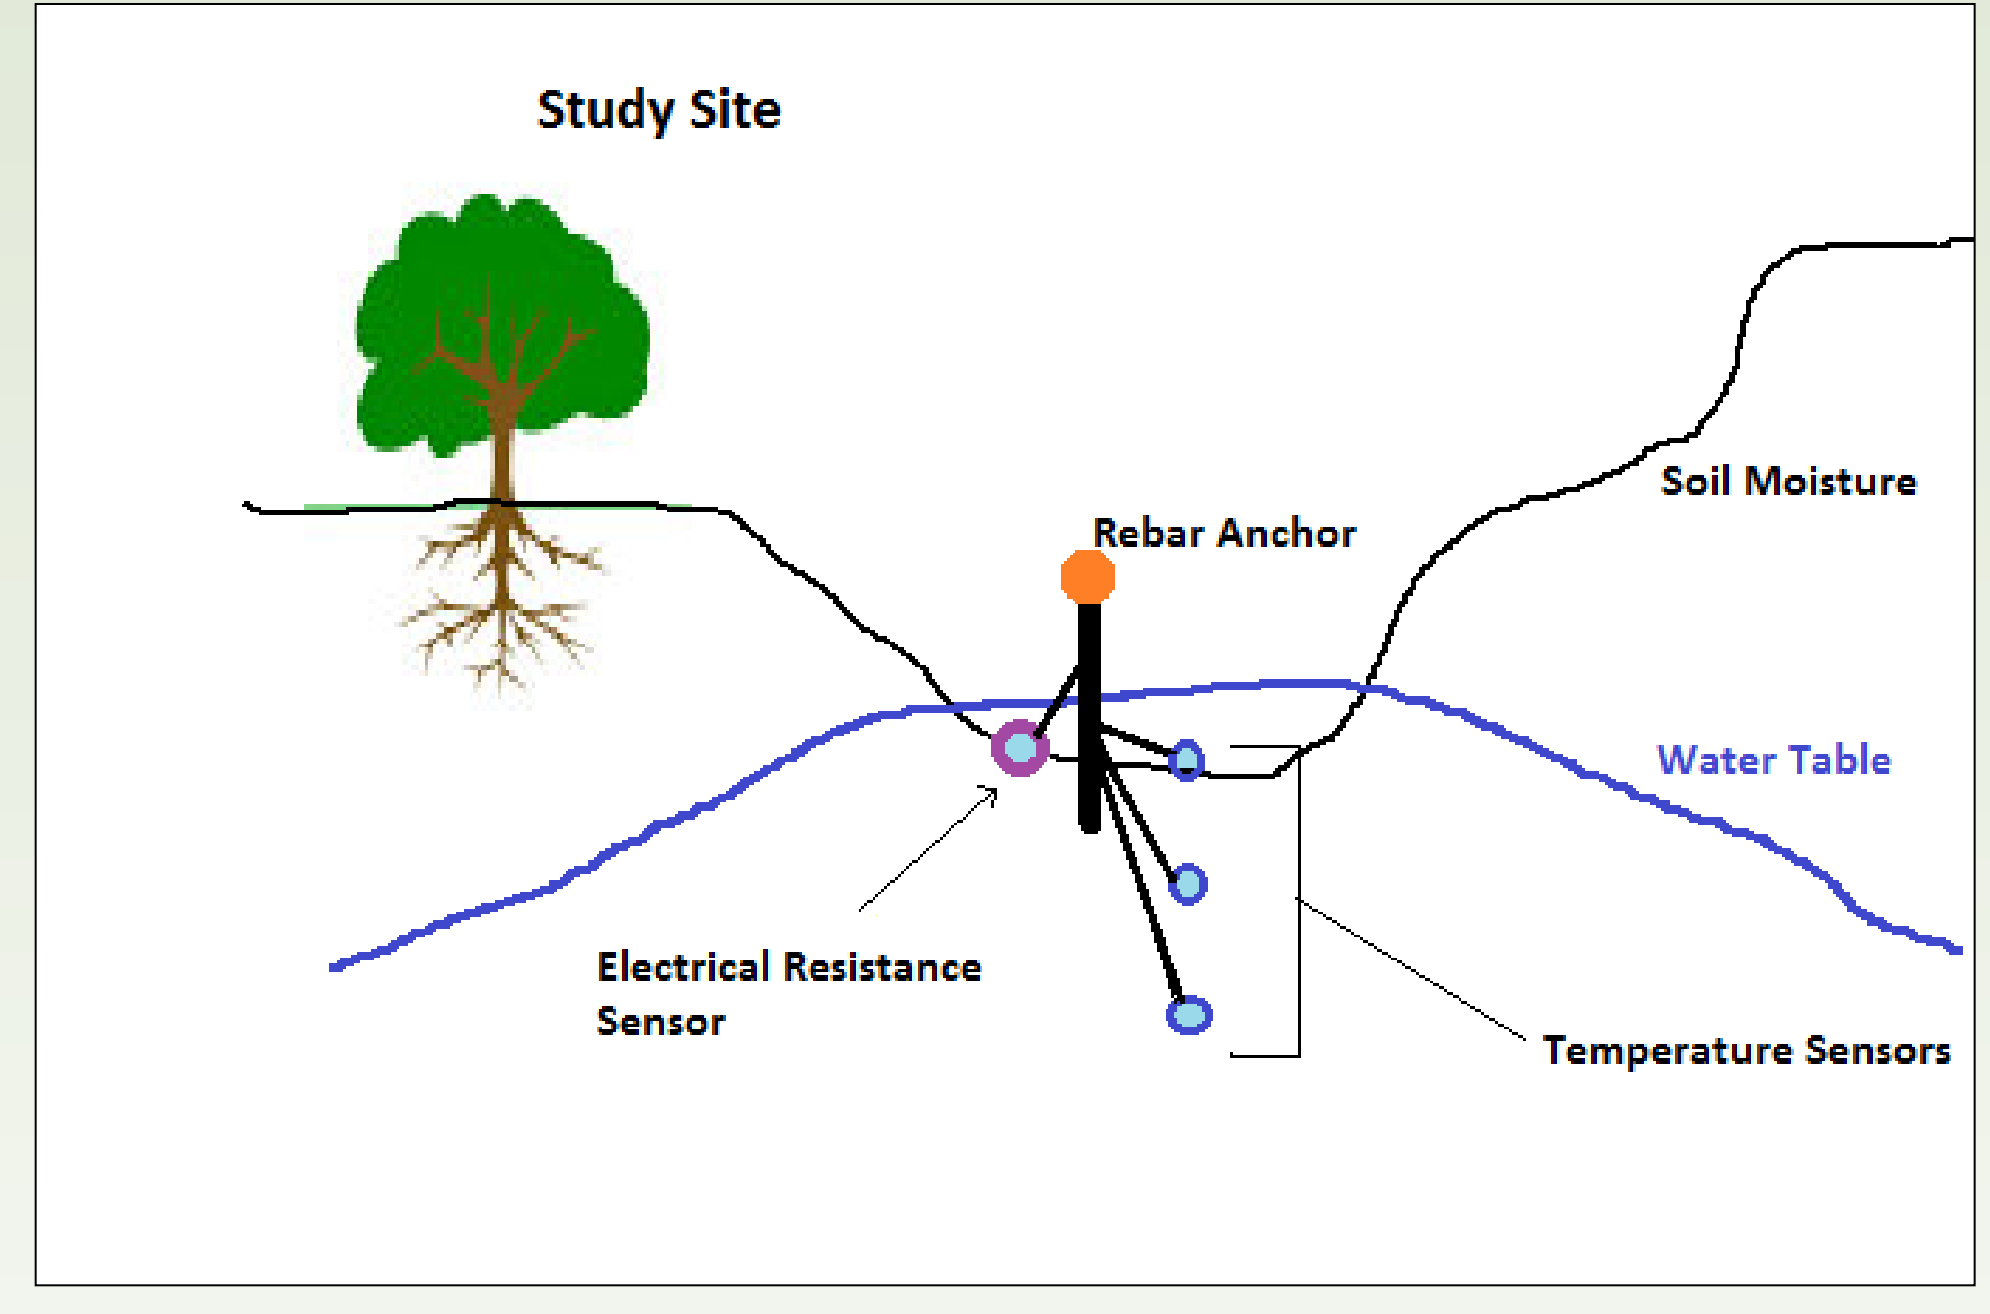 Study Site
Soil Moisture
Rebar Anchor
Water Table
Electrical Resistance
Sensor
Temperature Sensors